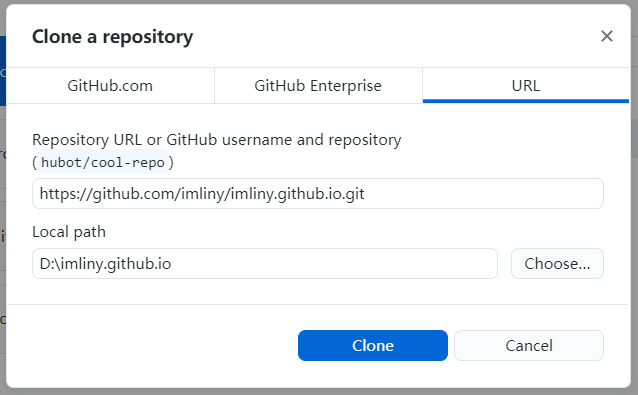 Clone a repository
GitHub.com
GitHub Enterprise
URL
Repository URL or GitHub username and repository
(hubot/cool-repo)
https://github.com/imliny/imliny.github.io.git
Local path
D:\imliny.github.io
Choose...
Clone
Cancel